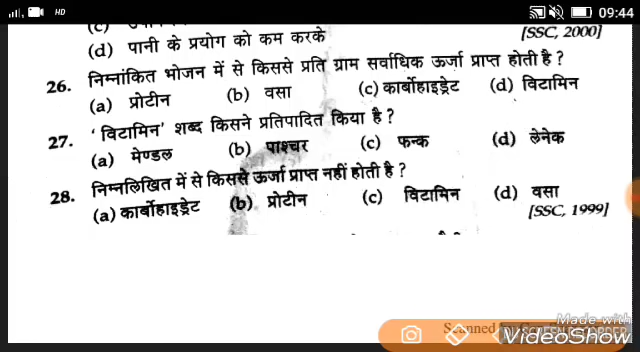 HD 09:44
(c)
(d) पानी के प्रयोग को कम करके [SSC, 2000]
26. निम्नांकित भोजन में से किससे प्रति ग्राम सर्वाधिक ऊर्जा प्राप्त होती है ?
(a) प्रोटीन (b) वसा (c) कार्बोहाइड्रेट (d) विटामिन
27. ‘विटामिन’ शब्द किसने प्रतिपादित किया है ?
(a) मेण्डल (b) पाश्चर (c) फन्क (d) लेनेक
28. निम्नलिखित में से किससे ऊर्जा प्राप्त नहीं होती है ?
(a) कार्बोहाइड्रेट (b) प्रोटीन (c) विटामिन (d) वसा
[SSC, 1999]
Made with
VideoShow